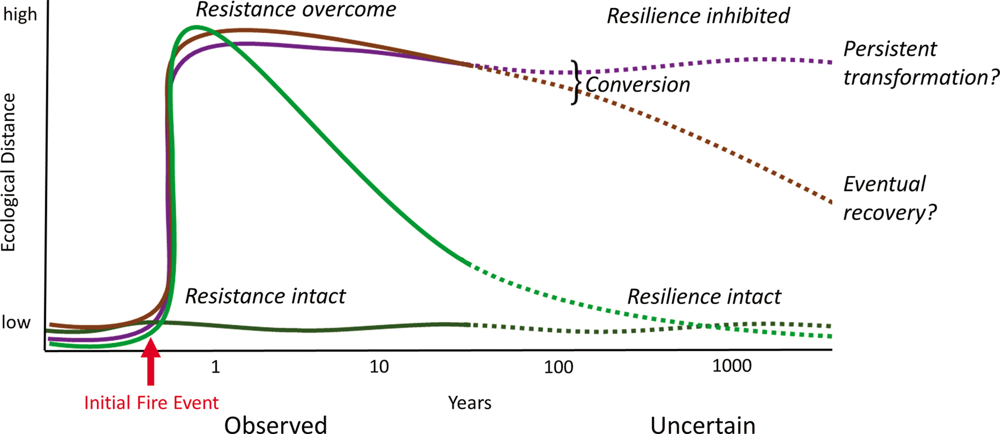 high
Resistance overcome
Resilience inhibited
Persistent
transformation?
Conversion
Ecological Distance
Eventual
recovery?
Resistance intact
Resilience intact
low
1
10
100
1000
Initial Fire Event
Years
Observed
Uncertain